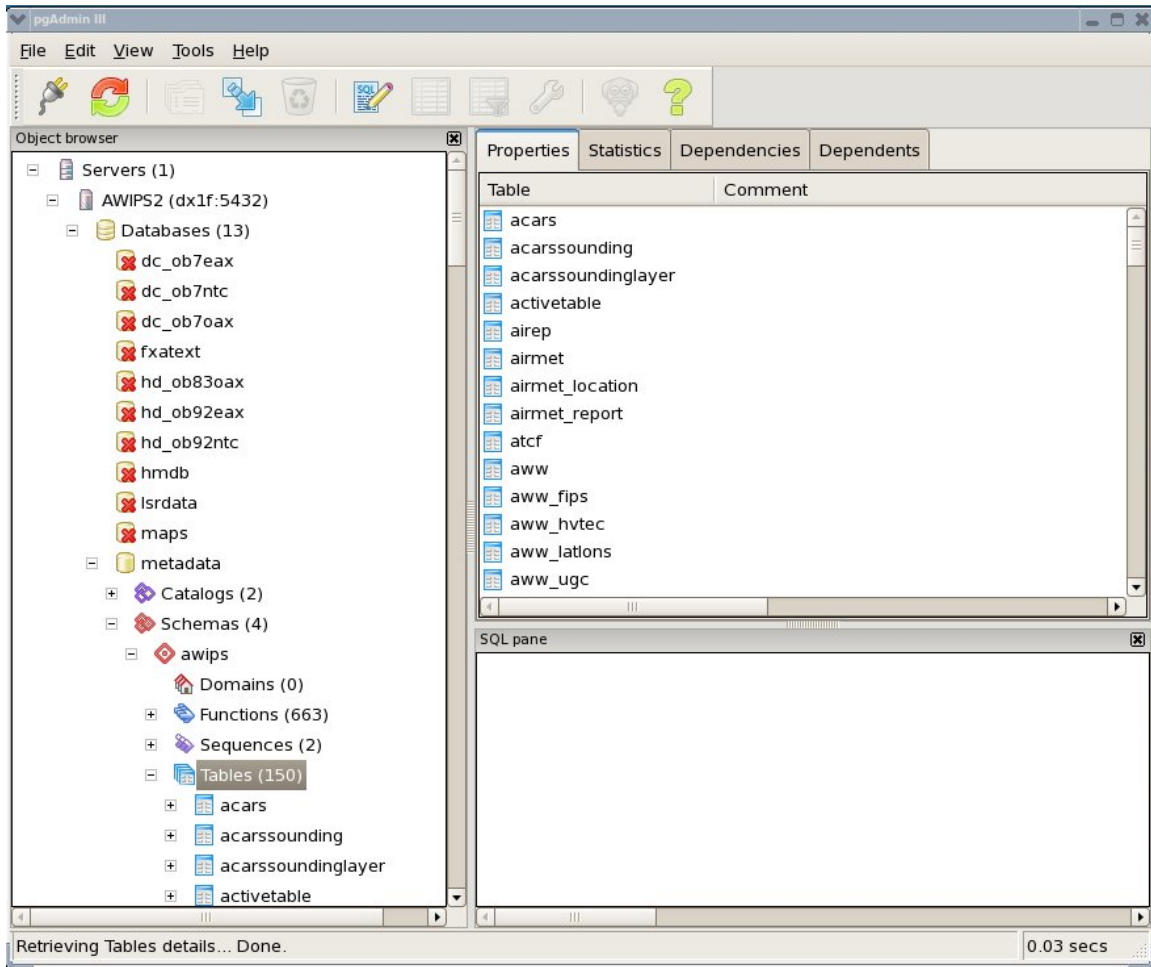 pgAdmin III
File Edit View Tools Help
SQL
Object browser
Servers (1)
AWIPS2 (dx1f:5432)
Databases (13)
dc_ob7eax
dc_ob7ntc
dc_ob7oax
fxatext
hd_ob83oax
hd_ob92eax
hd_ob92ntc
hmdb
lsrdata
maps
metadata
Catalogs (2)
Schemas (4)
awips
Domains (0)
Functions (663)
Sequences (2)
Tables (150)
acars
acarssounding
acarssoundinglayer
activetable
Properties Statistics Dependencies Dependents
Table Comment
acars
acarssounding
acarssoundinglayer
activetable
airep
airmet
airmet_location
airmet_report
atcf
aww
aww_fips
aww_hvtec
aww_latlons
aww_ugc
SQL pane
Retrieving Tables details... Done.
0.03 secs